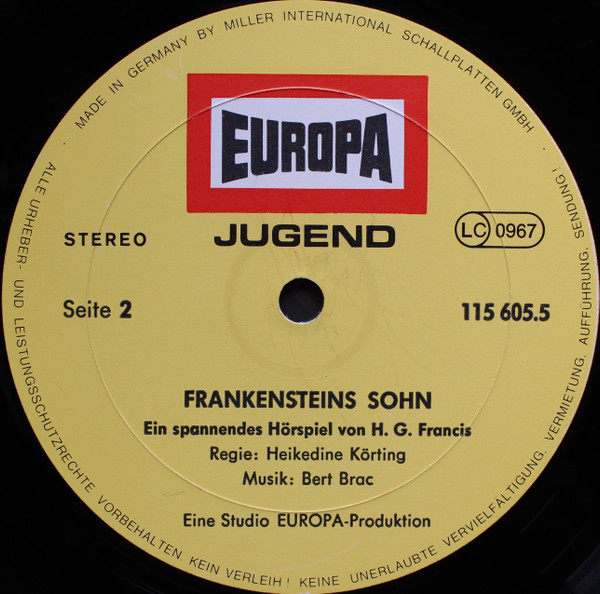 MADE IN GERMANY BY MILLER INTERNATIONAL SCHALLPLATTEN GMBH
EUROPA
JUGEND
STEREO
LC 0967
Seite 2
115 605.5
FRANKENSTEINS SOHN
Ein spannendes Hörspiel von H. G. Francis
Regie: Heikedine Körting
Musik: Bert Brac
Eine Studio EUROPA-Produktion
ALLE URHEBER- UND LEISTUNGSSCHUTZRECHTE VORBEHALTEN KEIN VERLEIH! KEINE UNERLAUBTE VERVIELFÄLTIGUNG, VERMIETUNG, AUFFÜHRUNG, SENDUNG!